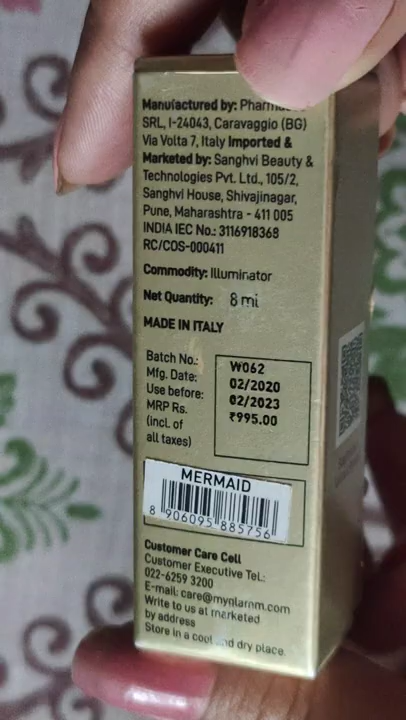 Manufactured by:
SRL, I-24043, Caravaggio (BG)
Via Volta 7, Italy Imported &
Marketed by: Sanghvi Beauty &
Technologies Pvt. Ltd., 105/2,
Sanghvi House, Shivajinagar,
Pune, Maharashtra - 411 005
INDIA IEC No.: 3116918368
RC/COS-000411
Commodity: Illuminator
Net Quantity: 8 ml
MADE IN ITALY
Batch No.: W062
Mfg. Date: 02/2020
Use before: 02/2023
MRP Rs. ₹995.00
(incl. of
all taxes)
MERMAID
8 906095 885756
Customer Care Cell
Customer Executive Tel.:
022-6259 3200
E-mail: care@myglamm.com
Write to us at marketed
by address
Store in a cool and dry place.